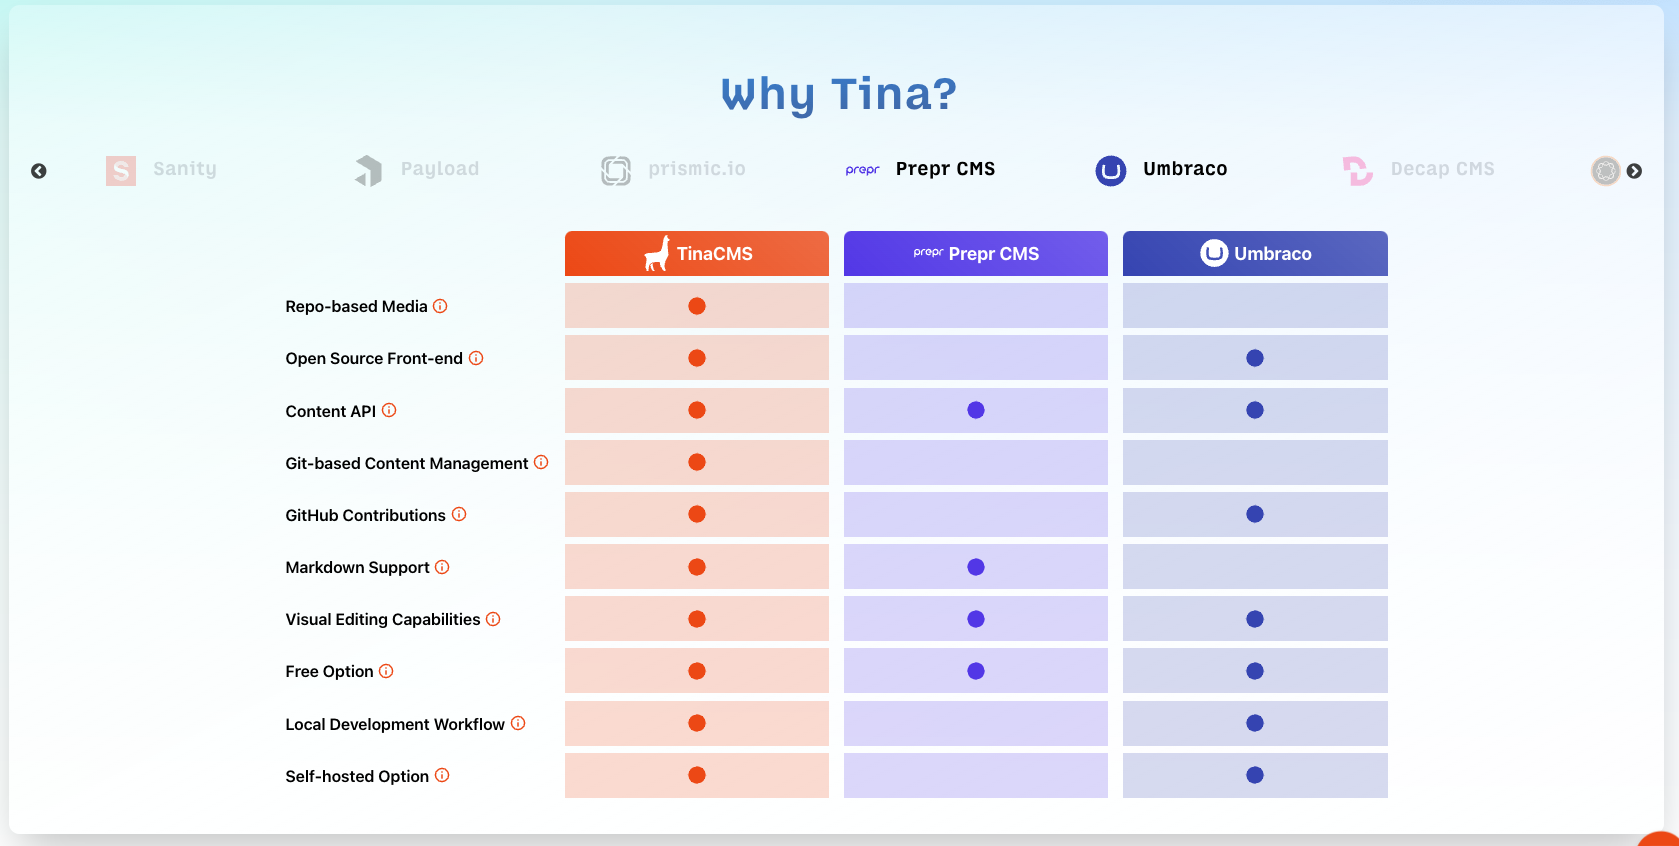 Why Tina?
S Sanity
Payload
prismic.io
prepr Prepr CMS
Umbraco
Decap CMS
TinaCMS
prepr Prepr CMS
Umbraco
Repo-based Media
Open Source Front-end
Content API
Git-based Content Management
GitHub Contributions
Markdown Support
Visual Editing Capabilities
Free Option
Local Development Workflow
Self-hosted Option